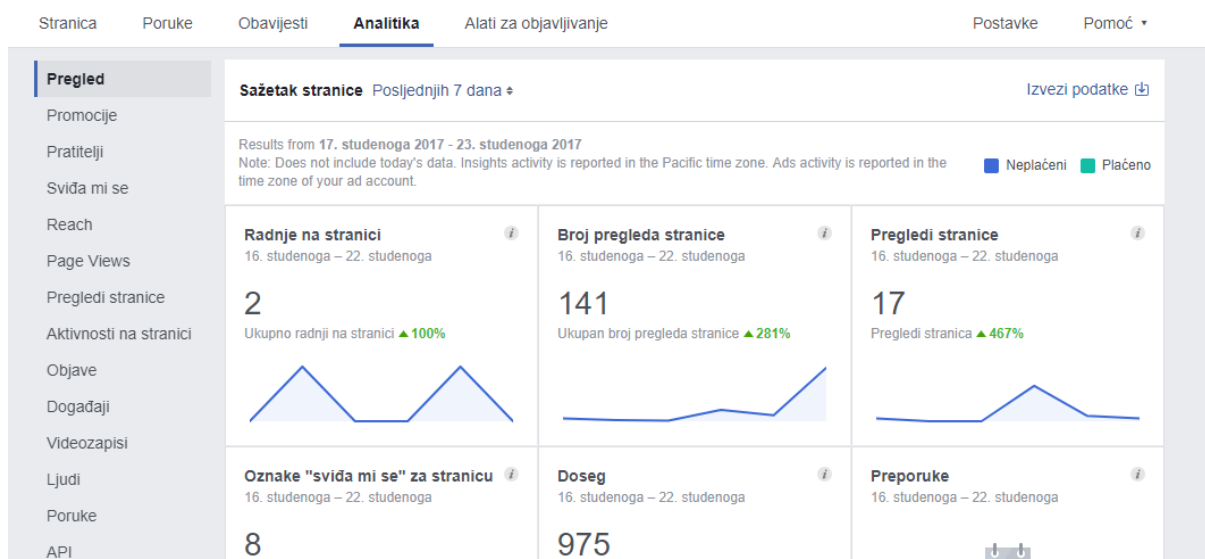 Stranica Poruke Obavijesti Analitika Alati za objavljivanje Postavke Pomoć
Pregled
Promocije
Pratitelji
Sviđa mi se
Reach
Page Views
Pregledi stranice
Aktivnosti na stranici
Objave
Događaji
Videozapisi
Ljudi
Poruke
API
Sažetak stranice Posljednjih 7 dana
Izvezi podatke
Results from 17. studenoga 2017 - 23. studenoga 2017
Note: Does not include today's data. Insights activity is reported in the Pacific time zone. Ads activity is reported in the
time zone of your ad account.
Neplaćeni Plaćeno
Radnje na stranici
16. studenoga – 22. studenoga
2
Ukupno radnji na stranici ▲100%
Broj pregleda stranice
16. studenoga – 22. studenoga
141
Ukupan broj pregleda stranice ▲281%
Pregledi stranice
16. studenoga – 22. studenoga
17
Pregledi stranica ▲467%
Oznake "sviđa mi se" za stranicu
16. studenoga – 22. studenoga
8
Doseg
16. studenoga – 22. studenoga
975
Preporuke
16. studenoga – 22. studenoga